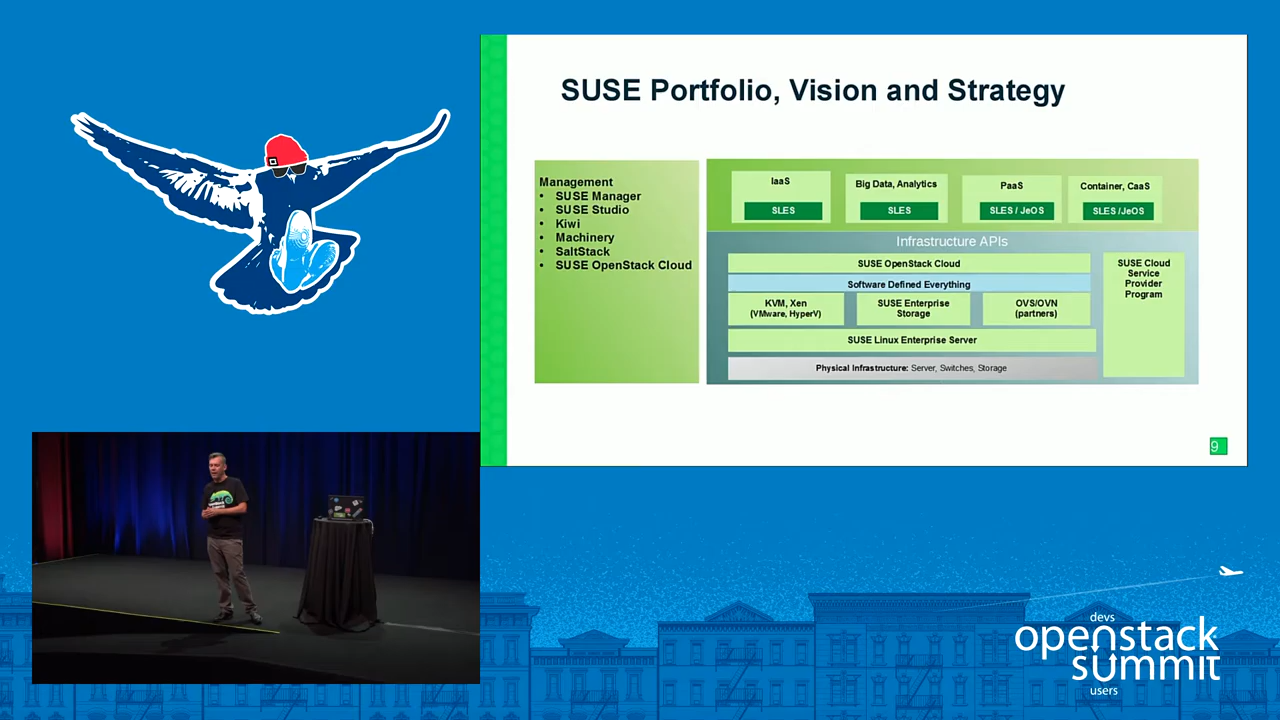 SUSE Portfolio, Vision and Strategy
Management
• SUSE Manager
• SUSE Studio
• Kiwi
• Machinery
• SaltStack
• SUSE OpenStack Cloud
IaaS
SLES
Big Data, Analytics
SLES
PaaS
SLES / JeOS
Container, CaaS
SLES /JeOS
Infrastructure APIs
SUSE OpenStack Cloud
Software Defined Everything
KVM, Xen
(VMware, HyperV)
SUSE Enterprise
Storage
OVS/OVN
(partners)
SUSE Linux Enterprise Server
Physical Infrastructure: Server, Switches, Storage
SUSE Cloud
Service
Provider
Program
9
devs
openstack
summit
users